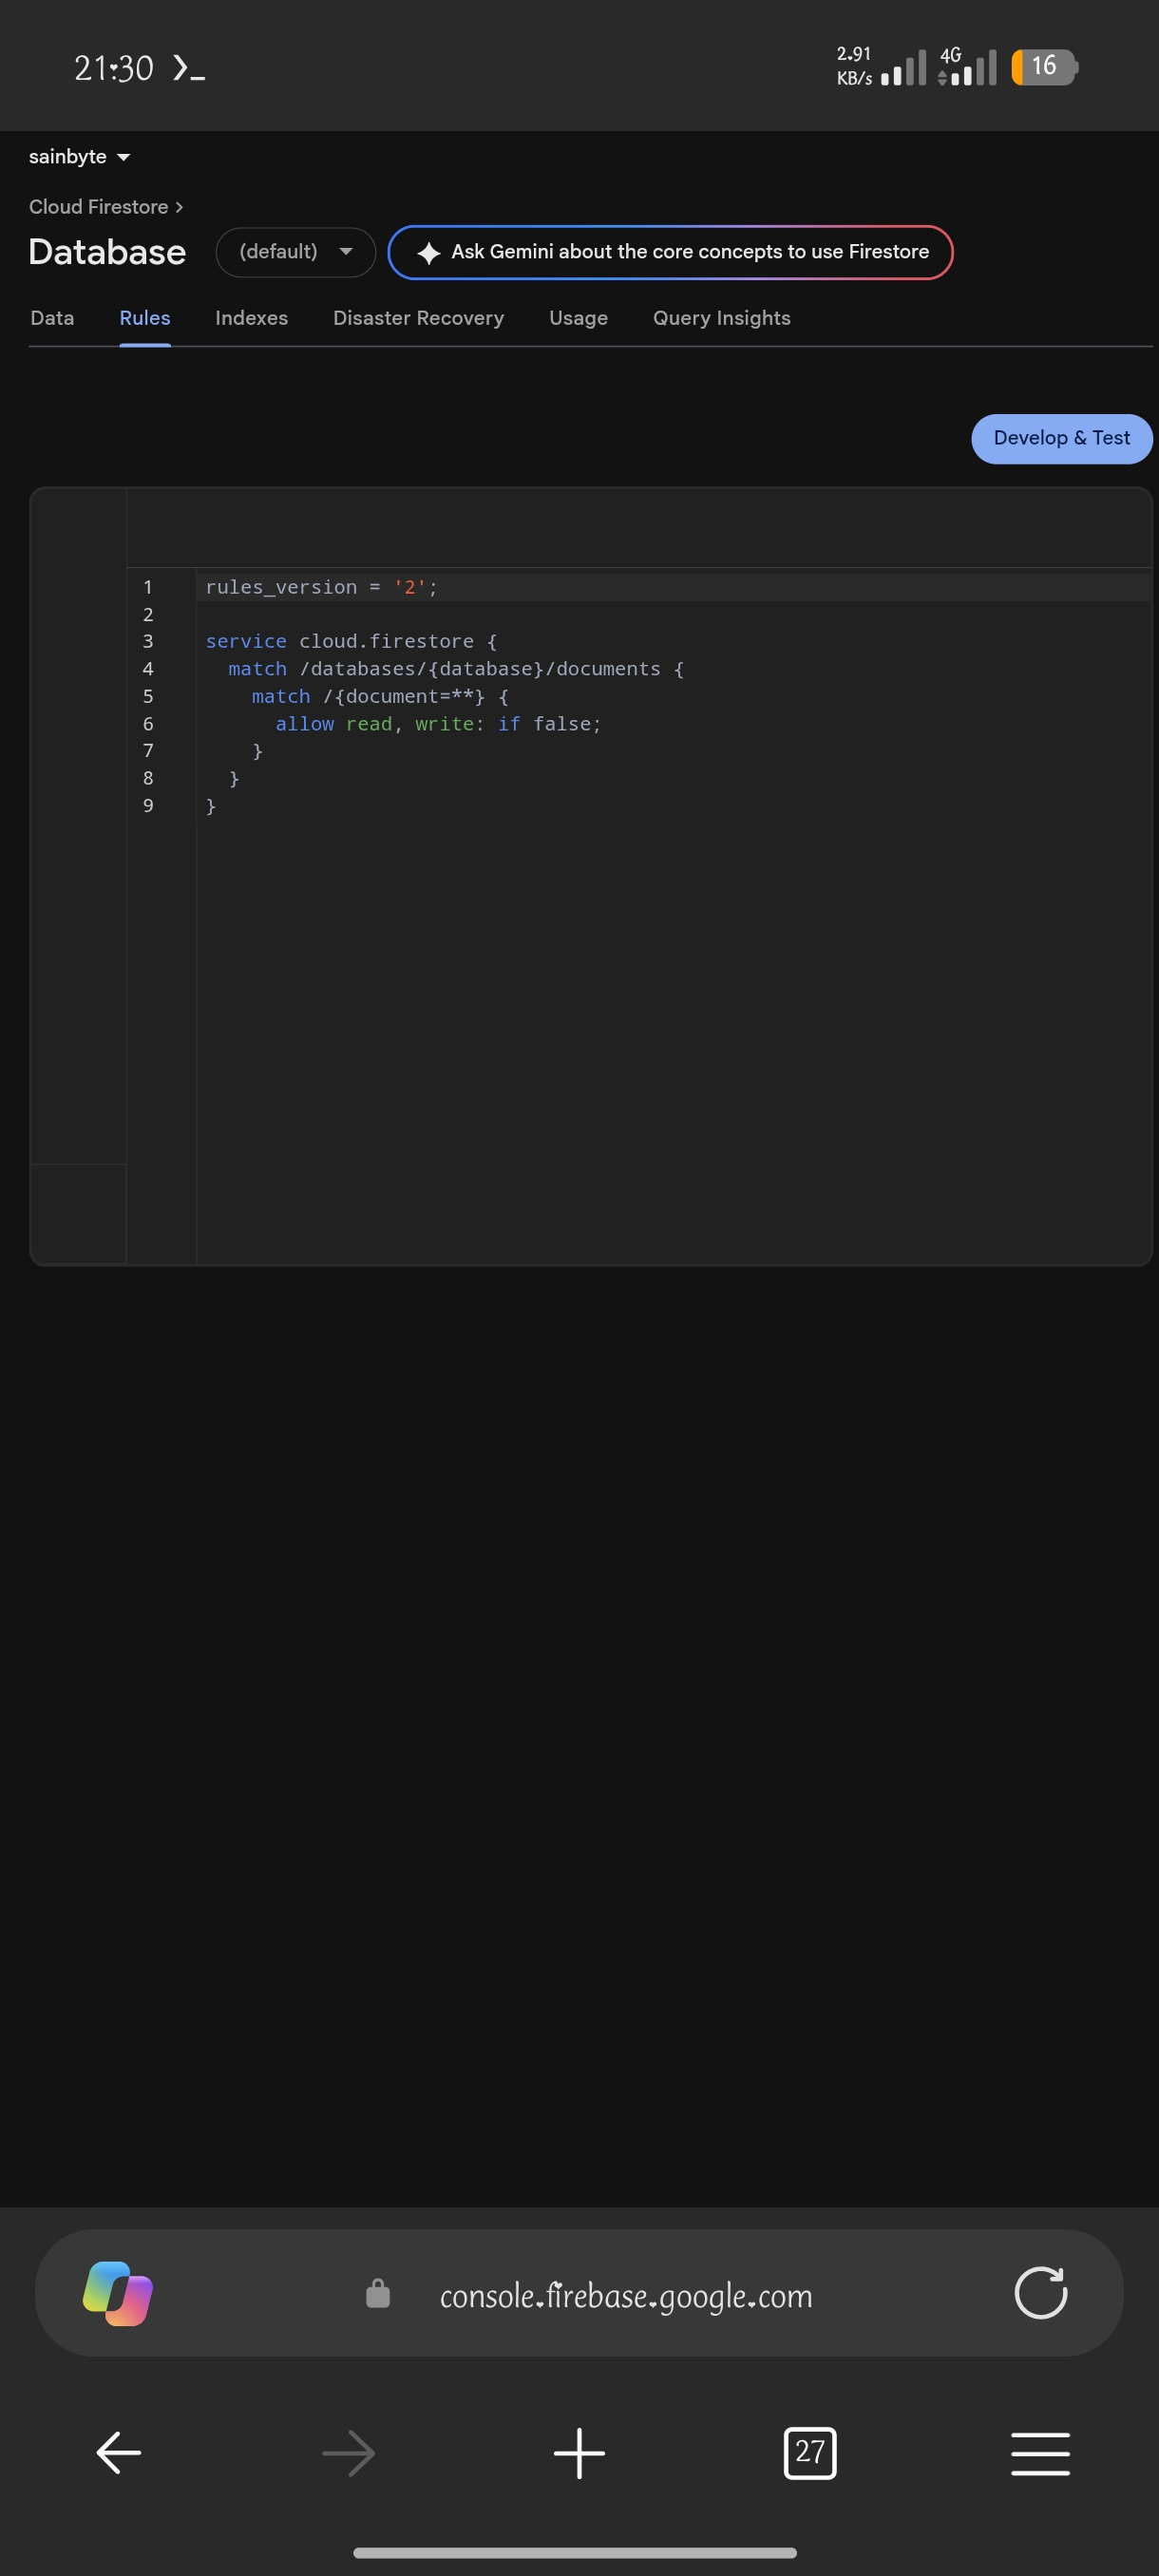 21:30
2.91
KB/s
4G
16
sainbyte
Cloud Firestore
Database
(default)
Ask Gemini about the core concepts to use Firestore
Data
Rules
Indexes
Disaster Recovery
Usage
Query Insights
Develop & Test
1 rules_version = '2';
2
3 service cloud.firestore {
4   match /databases/{database}/documents {
5     match /{document=**} {
6       allow read, write: if false;
7     }
8   }
9 }
console.firebase.google.com
27